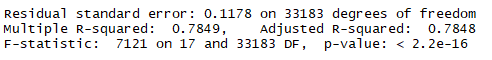 Residual standard error: 0.1178 on 33183 degrees of freedom
Multiple R-squared:  0.7849,    Adjusted R-squared:  0.7848
F-statistic:  7121 on 17 and 33183 DF,  p-value: < 2.2e-16